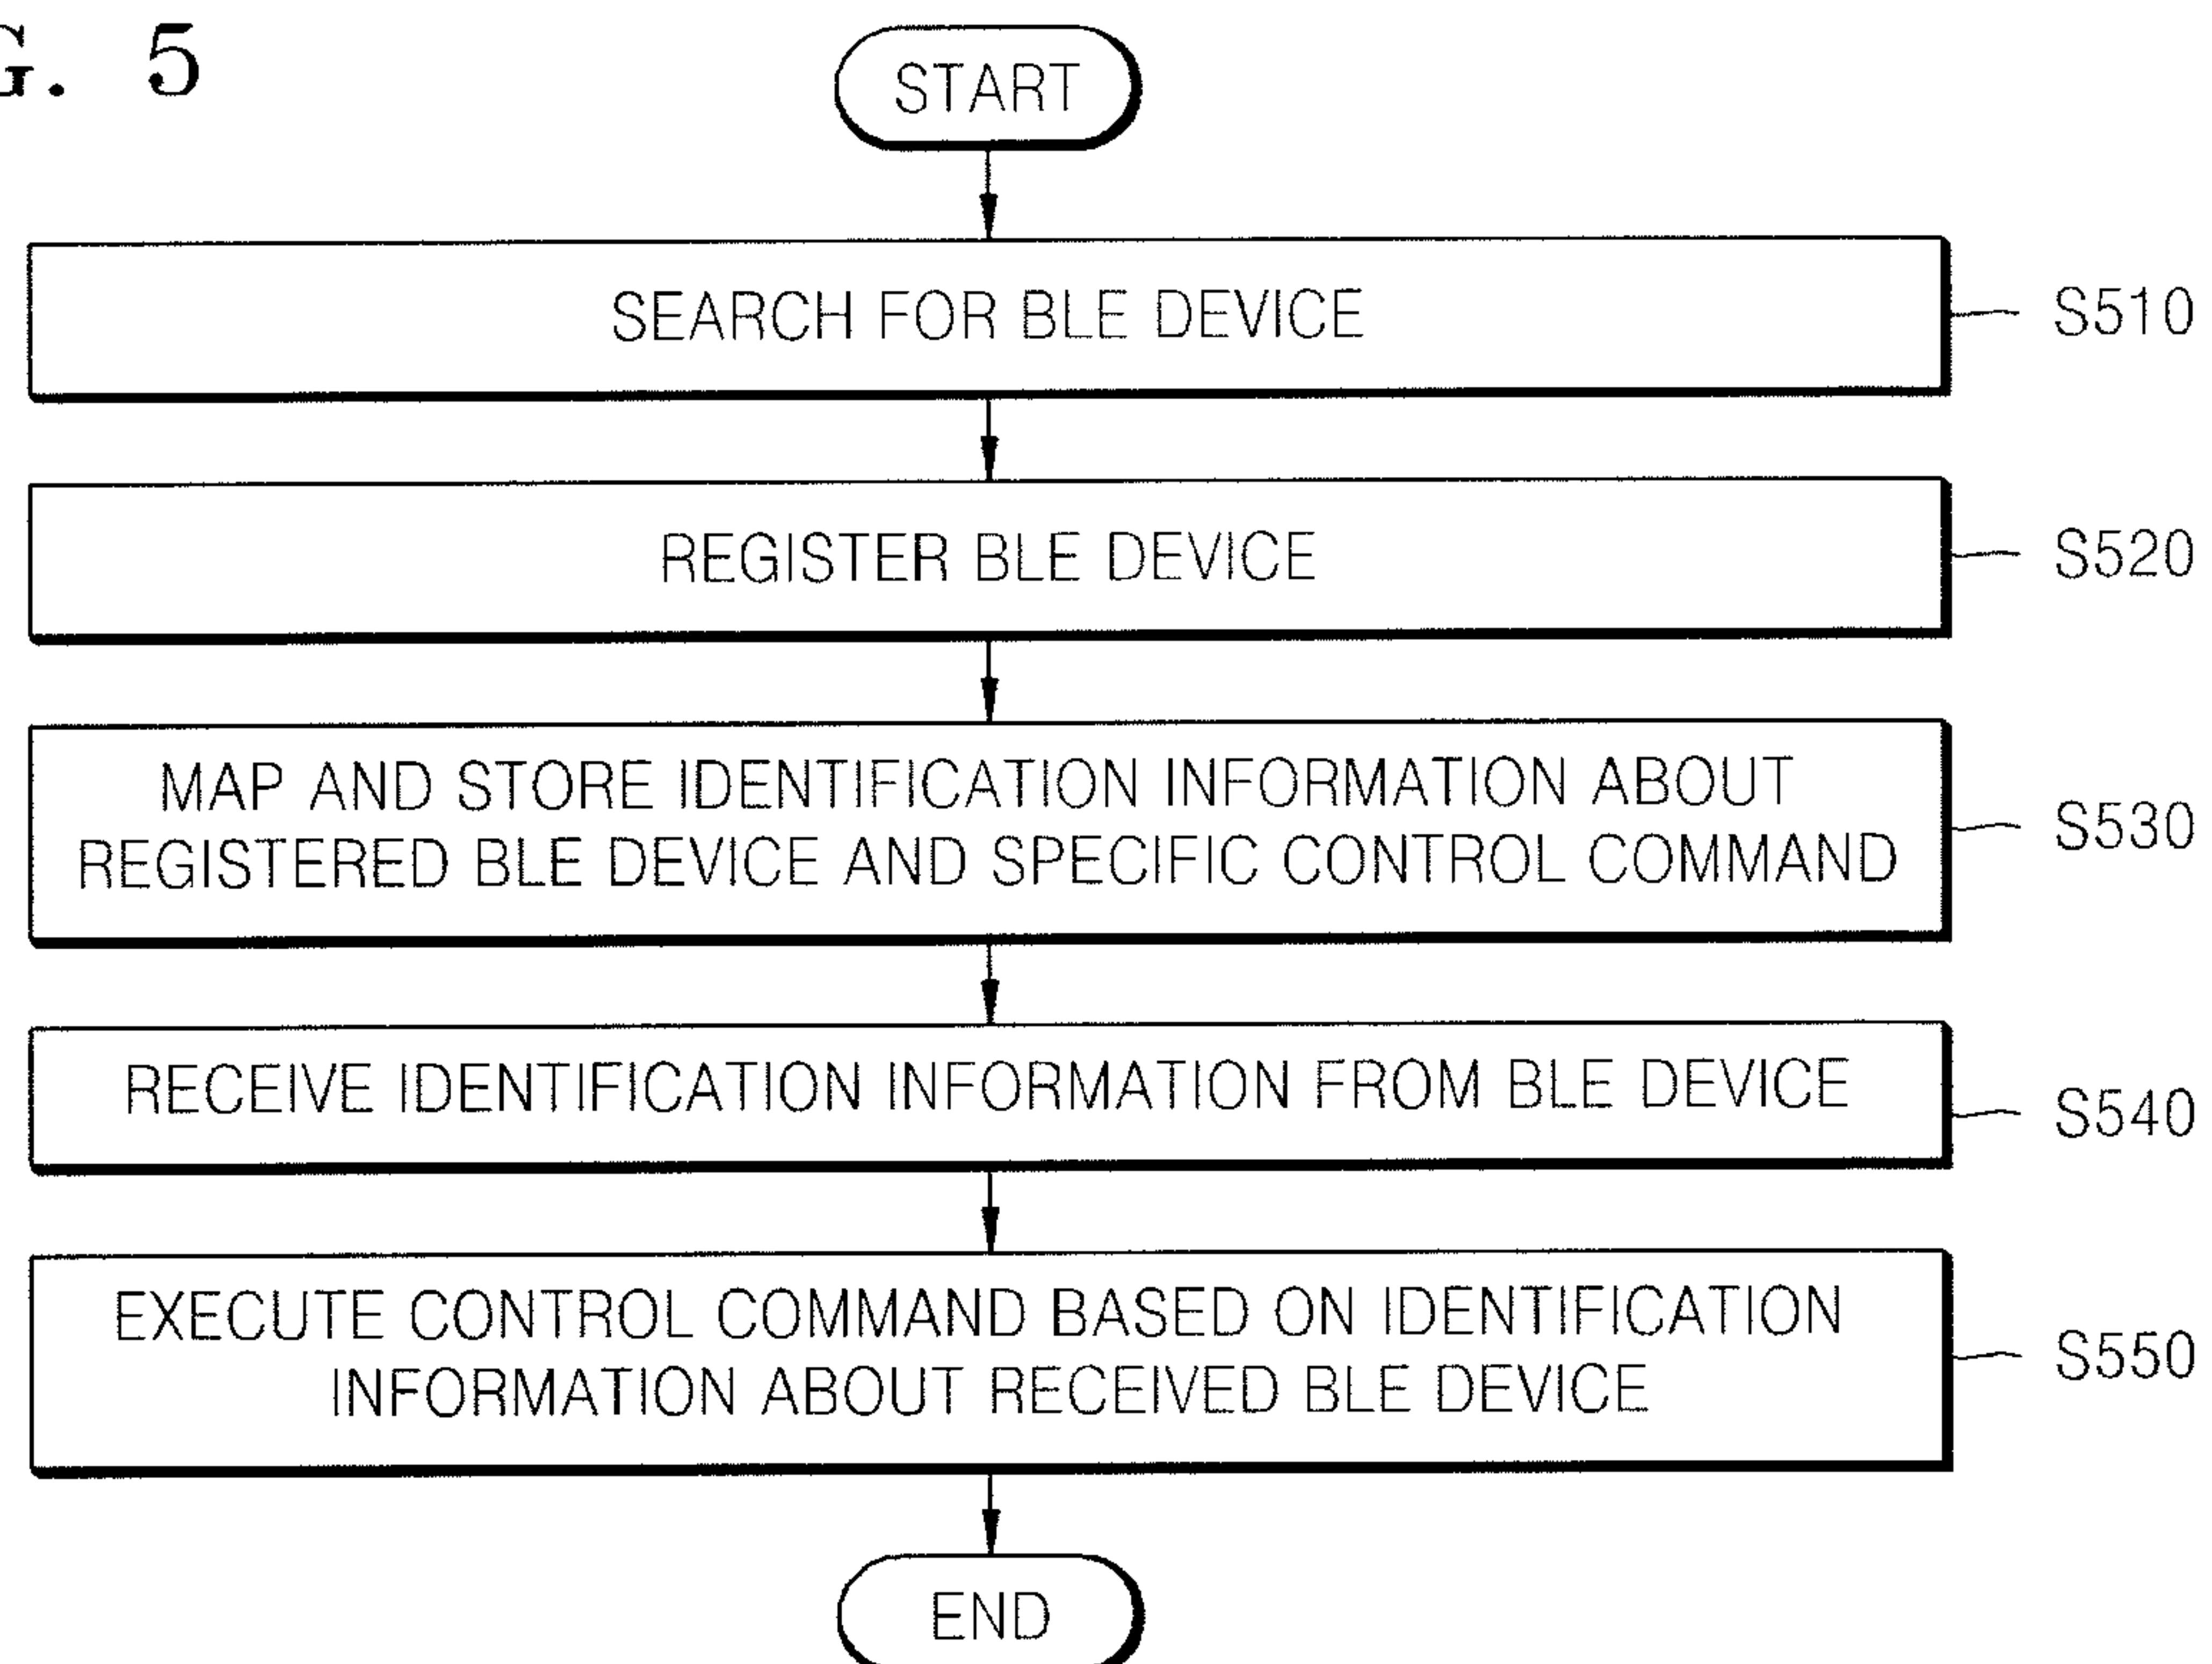 G. 5
START
SEARCH FOR BLE DEVICE
S510
REGISTER BLE DEVICE
S520
MAP AND STORE IDENTIFICATION INFORMATION ABOUT
REGISTERED BLE DEVICE AND SPECIFIC CONTROL COMMAND
S530
RECEIVE IDENTIFICATION INFORMATION FROM BLE DEVICE
S540
EXECUTE CONTROL COMMAND BASED ON IDENTIFICATION
INFORMATION ABOUT RECEIVED BLE DEVICE
S550
END